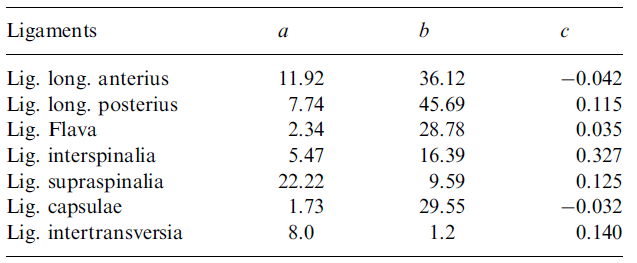 Ligaments a b c
Lig. long. anterius 11.92 36.12 −0.042
Lig. long. posterius 7.74 45.69 0.115
Lig. Flava 2.34 28.78 0.035
Lig. interspinalia 5.47 16.39 0.327
Lig. supraspinalia 22.22 9.59 0.125
Lig. capsulae 1.73 29.55 −0.032
Lig. intertransversia 8.0 1.2 0.140